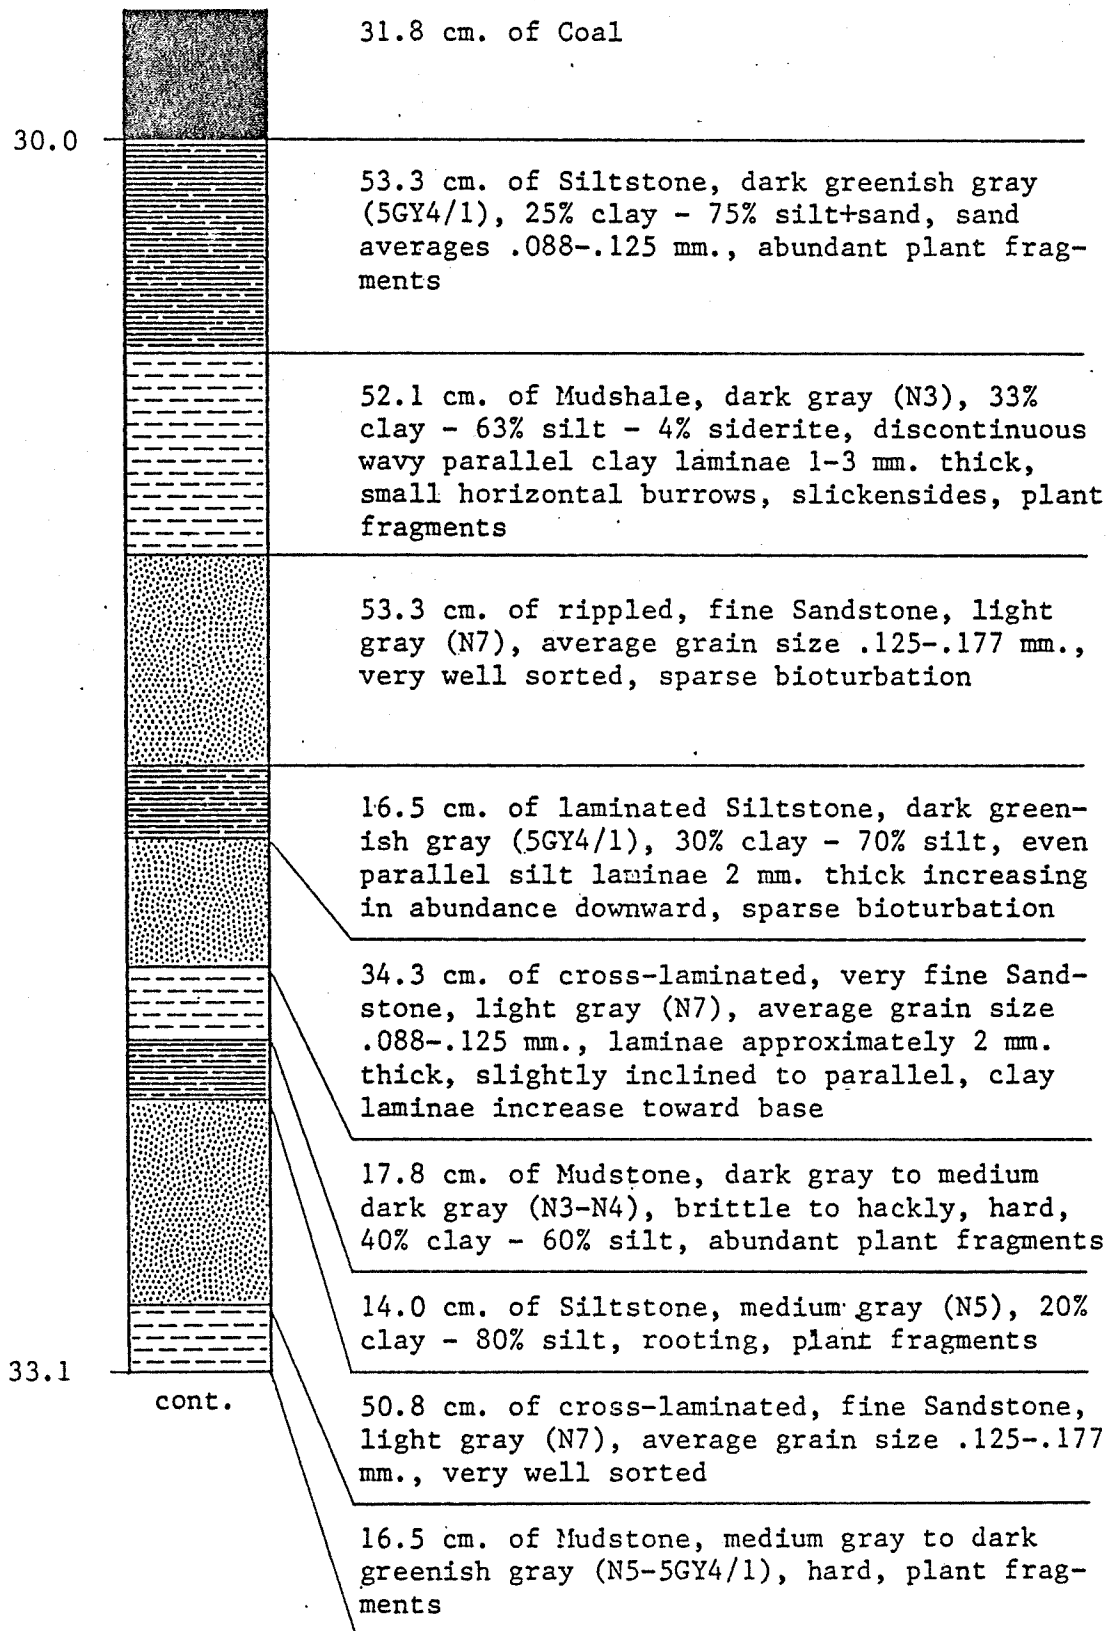 31.8 cm. of Coal
30.0
53.3 cm. of Siltstone, dark greenish gray
(5GY4/1), 25% clay - 75% silt+sand, sand
averages .088-.125 mm., abundant plant frag-
ments
52.1 cm. of Mudshale, dark gray (N3), 33%
clay - 63% silt - 4% siderite, discontinuous
wavy parallel clay laminae 1-3 mm. thick,
small horizontal burrows, slickensides, plant
fragments
53.3 cm. of rippled, fine Sandstone, light
gray (N7), average grain size .125-.177 mm.,
very well sorted, sparse bioturbation
16.5 cm. of laminated Siltstone, dark green-
ish gray (5GY4/1), 30% clay - 70% silt, even
parallel silt laminae 2 mm. thick increasing
in abundance downward, sparse bioturbation
34.3 cm. of cross-laminated, very fine Sand-
stone, light gray (N7), average grain size
.088-.125 mm., laminae approximately 2 mm.
thick, slightly inclined to parallel, clay
laminae increase toward base
17.8 cm. of Mudstone, dark gray to medium
dark gray (N3-N4), brittle to hackly, hard,
40% clay - 60% silt, abundant plant fragments
14.0 cm. of Siltstone, medium gray (N5), 20%
clay - 80% silt, rooting, plant fragments
33.1
cont.
50.8 cm. of cross-laminated, fine Sandstone,
light gray (N7), average grain size .125-.177
mm., very well sorted
16.5 cm. of Mudstone, medium gray to dark
greenish gray (N5-5GY4/1), hard, plant frag-
ments